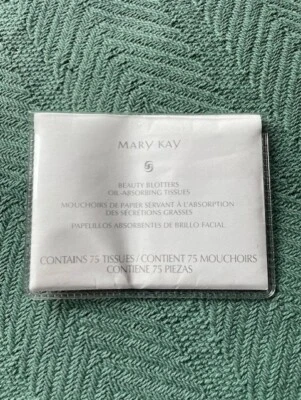 MARY KAY
BEAUTY BLOTTERS
OIL-ABSORBING TISSUES
MOUCHOIRS DE PAPIER SERVANT À L'ABSORPTION
DES SÉCRÉTIONS GRASSES
PAPELILLOS ABSORBENTES DE BRILLO FACIAL
CONTAINS 75 TISSUES/CONTIENT 75 MOUCHOIRS
CONTIENE 75 PIEZAS